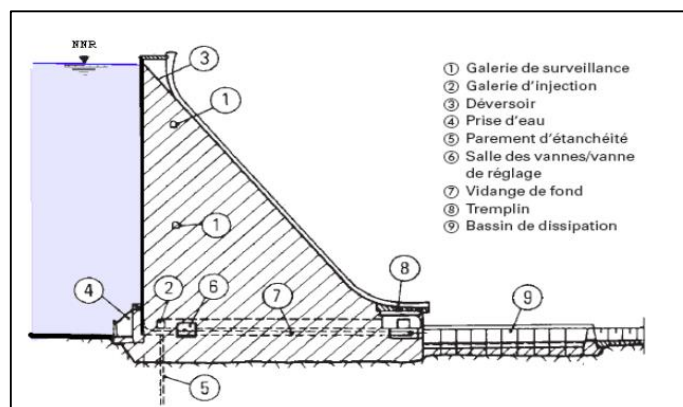 NNR
③
①
①
④
②
⑥
⑦
⑧
⑨
⑤
① Galerie de surveillance
② Galerie d'injection
③ Déversoir
④ Prise d'eau
⑤ Parement d'étanchéité
⑥ Salle des vannes/vanne
de réglage
⑦ Vidange de fond
⑧ Tremplin
⑨ Bassin de dissipation